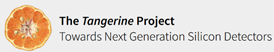 The Tangerine Project
Towards Next Generation Silicon Detectors